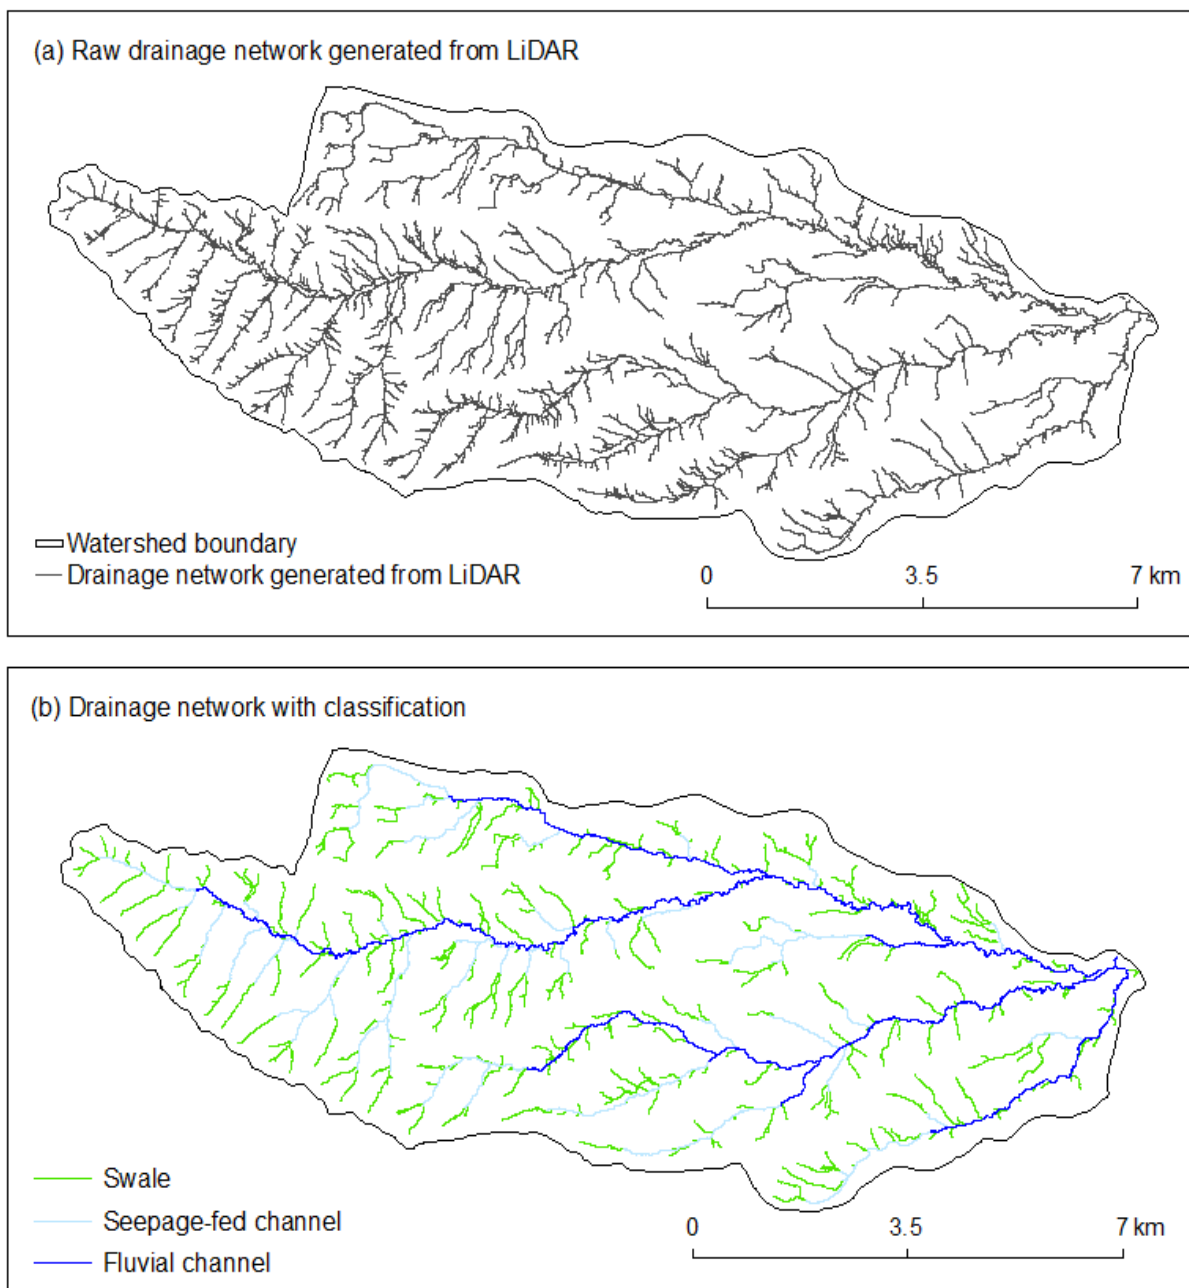 (a) Raw drainage network generated from LiDAR
Watershed boundary
Drainage network generated from LiDAR
0 3.5 7 km
(b) Drainage network with classification
Swale
Seepage-fed channel
Fluvial channel
0 3.5 7 km